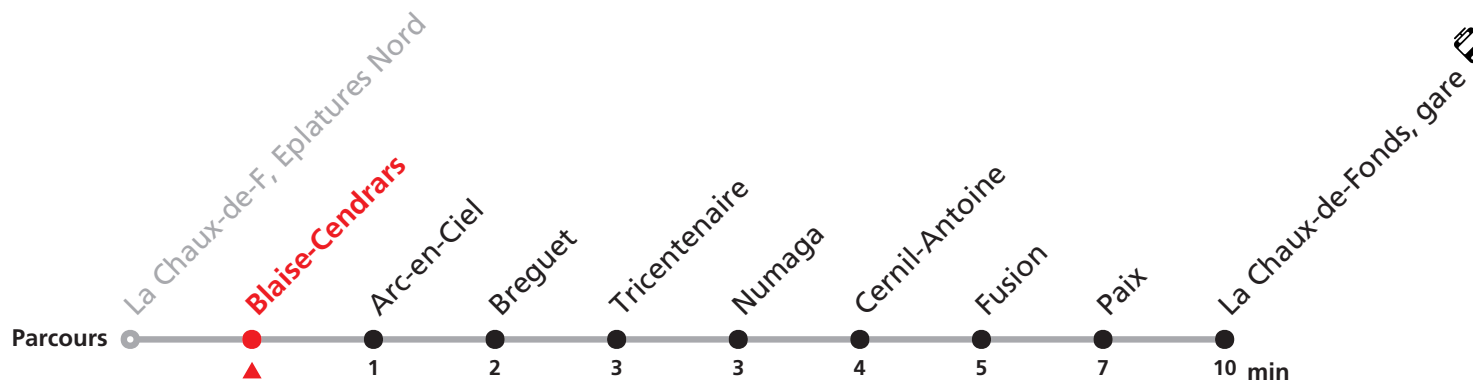 La Chaux-de-F, Eplatures Nord
Blaise-Cendrars
Arc-en-Ciel
Breguet
Tricentenaire
Numaga
Cernil-Antoine
Fusion
Paix
La Chaux-de-Fonds, gare
Parcours
1 2 3 3 4 5 7 10 min